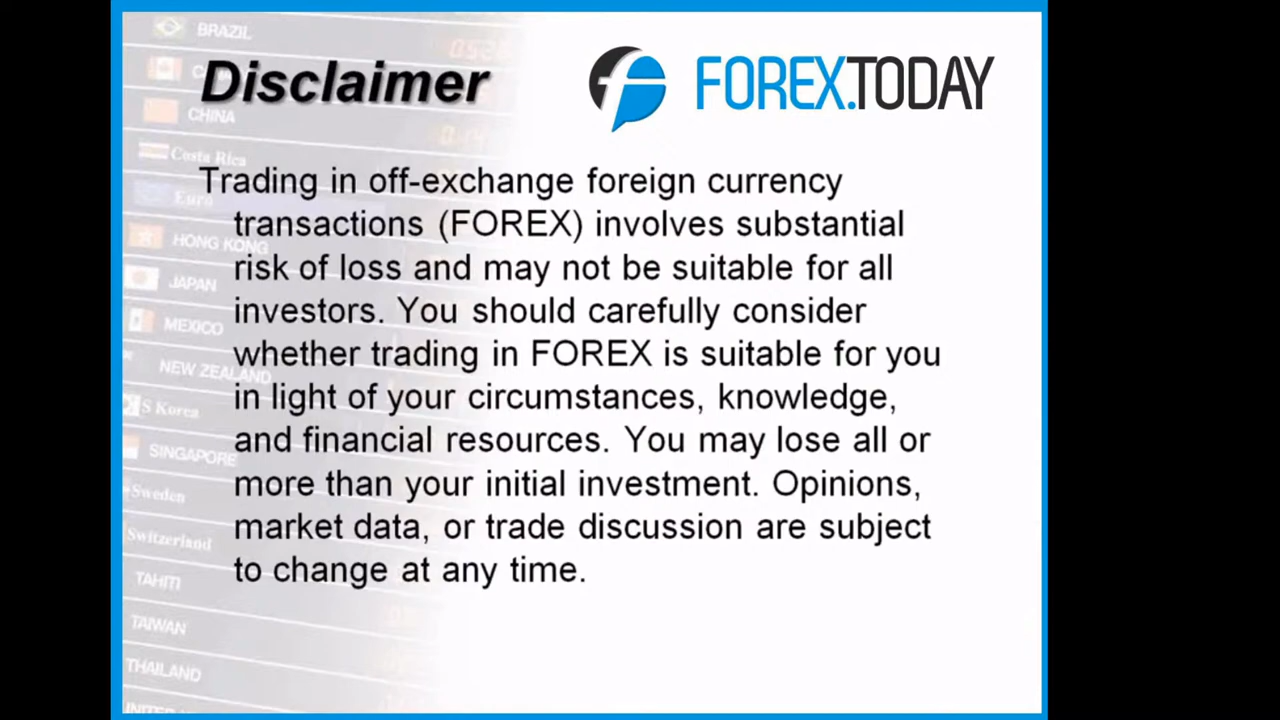 BRAZIL
Disclaimer
FOREX.TODAY
CHINA
Costa Rica
Euro
HONG KONG
JAPAN
MEXICO
NEW ZEALAND
S Korea
SINGAPORE
Sweden
Switzerland
TAHITI
TAIWAN
THAILAND
Trading in off-exchange foreign currency
transactions (FOREX) involves substantial
risk of loss and may not be suitable for all
investors. You should carefully consider
whether trading in FOREX is suitable for you
in light of your circumstances, knowledge,
and financial resources. You may lose all or
more than your initial investment. Opinions,
market data, or trade discussion are subject
to change at any time.